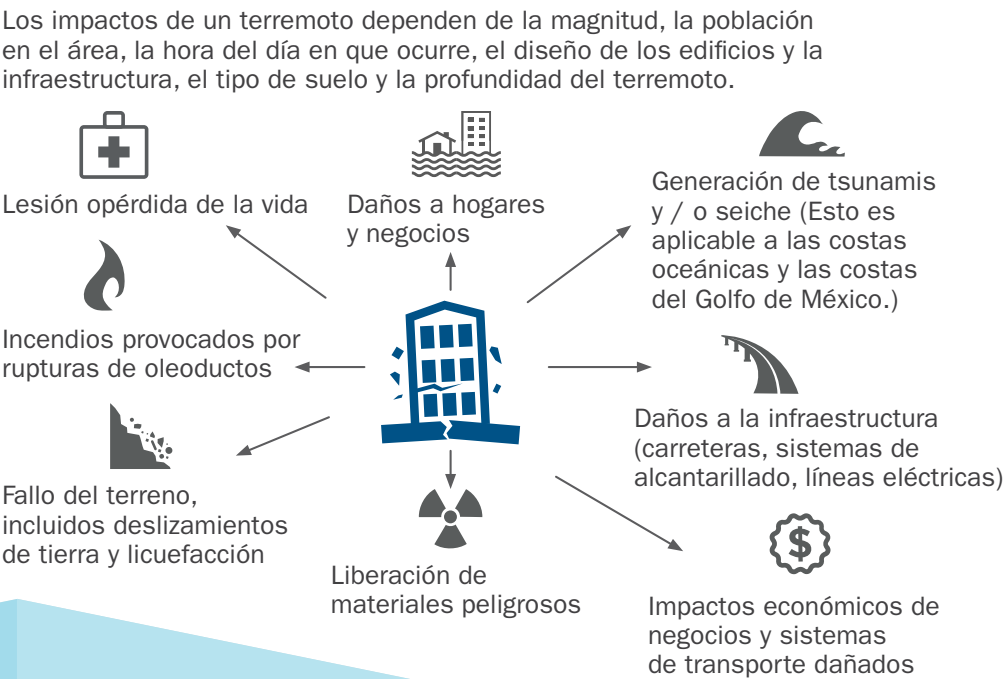 Los impactos de un terremoto dependen de la magnitud, la población
en el área, la hora del día en que ocurre, el diseño de los edificios y la
infraestructura, el tipo de suelo y la profundidad del terremoto.
Lesión opérdida de la vida
Daños a hogares
y negocios
Generación de tsunamis
y / o seiche (Esto es
aplicable a las costas
oceánicas y las costas
del Golfo de México.)
Incendios provocados por
rupturas de oleoductos
Daños a la infraestructura
(carreteras, sistemas de
alcantarillado, líneas eléctricas)
Fallo del terreno,
incluidos deslizamientos
de tierra y licuefacción
Liberación de
materiales peligrosos
$
Impactos económicos de
negocios y sistemas
de transporte dañados